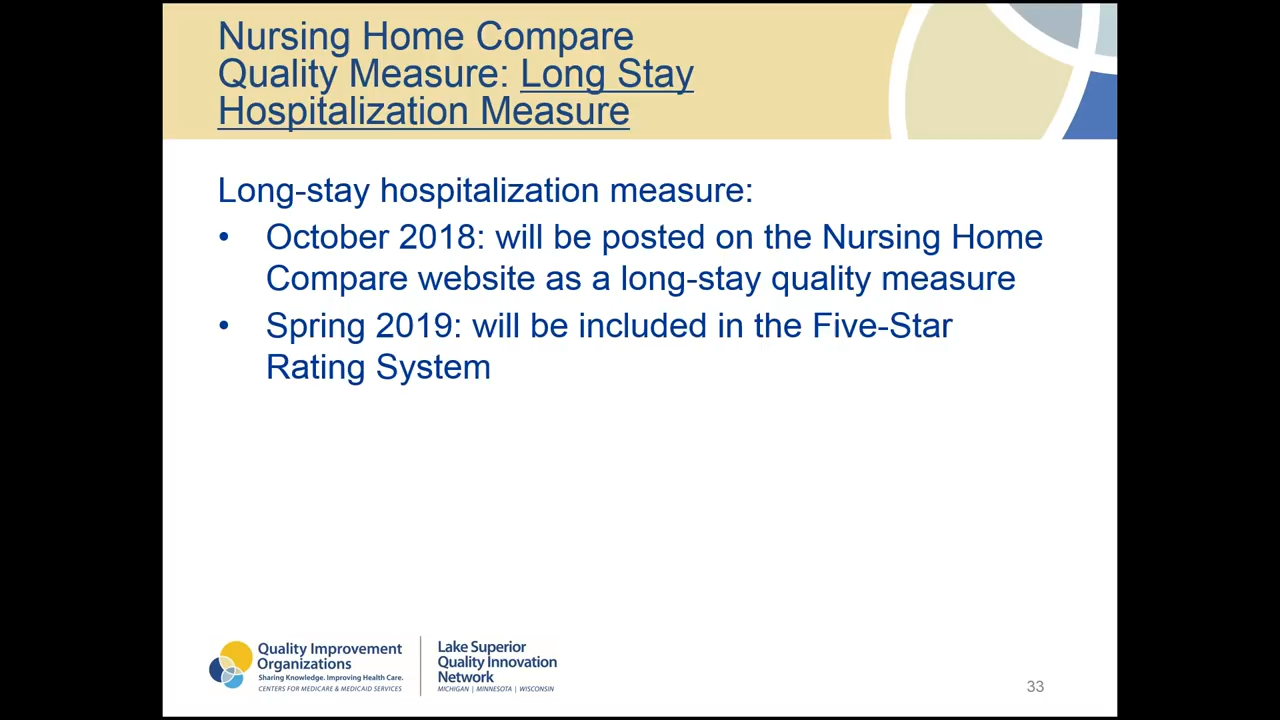 Nursing Home Compare
Quality Measure: Long Stay
Hospitalization Measure
Long-stay hospitalization measure:
• October 2018: will be posted on the Nursing Home
Compare website as a long-stay quality measure
• Spring 2019: will be included in the Five-Star
Rating System
Quality Improvement
Organizations
Sharing Knowledge. Improving Health Care.
CENTERS FOR MEDICARE & MEDICAID SERVICES
Lake Superior
Quality Innovation
Network
MICHIGAN | MINNESOTA | WISCONSIN
33